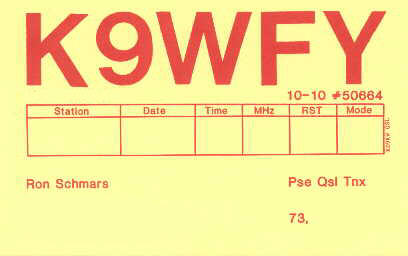 K9WFY
10-10 #50664
Station Date Time MHz RST Mode
Ron Schmars Pse Qsl Tnx
73,